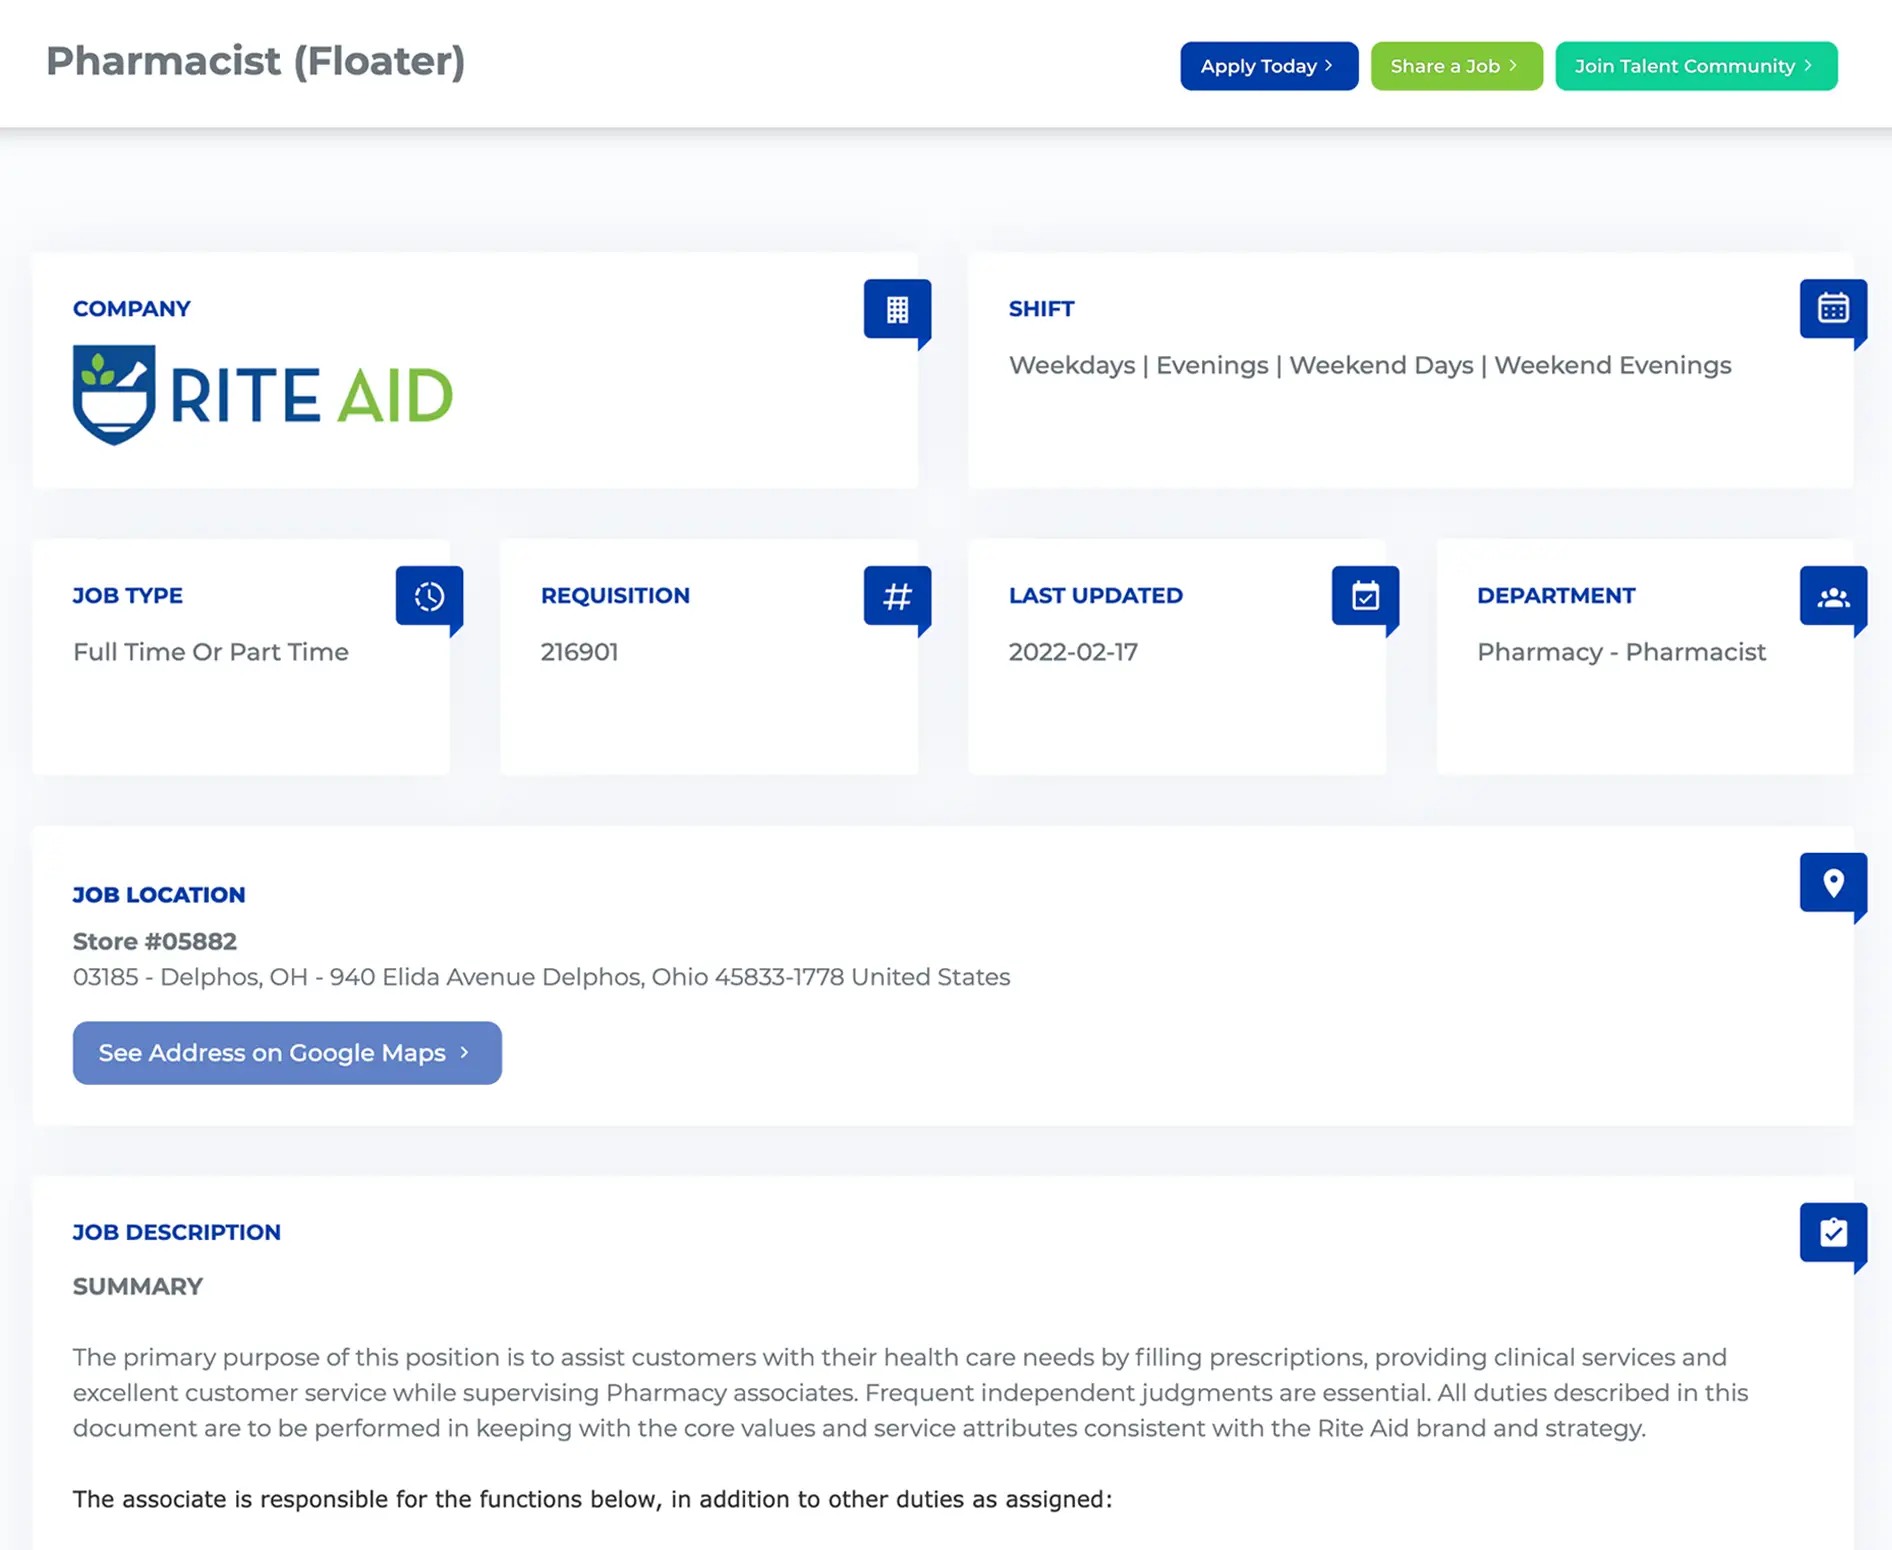 Pharmacist (Floater)
Apply Today >
Share a Job >
Join Talent Community >
COMPANY
RITE AID
SHIFT
Weekdays | Evenings | Weekend Days | Weekend Evenings
JOB TYPE
Full Time Or Part Time
REQUISITION
#
216901
LAST UPDATED
2022-02-17
DEPARTMENT
Pharmacy - Pharmacist
JOB LOCATION
Store #05882
03185 - Delphos, OH - 940 Elida Avenue Delphos, Ohio 45833-1778 United States
See Address on Google Maps >
JOB DESCRIPTION
SUMMARY
The primary purpose of this position is to assist customers with their health care needs by filling prescriptions, providing clinical services and
excellent customer service while supervising Pharmacy associates. Frequent independent judgments are essential. All duties described in this
document are to be performed in keeping with the core values and service attributes consistent with the Rite Aid brand and strategy.
The associate is responsible for the functions below, in addition to other duties as assigned: